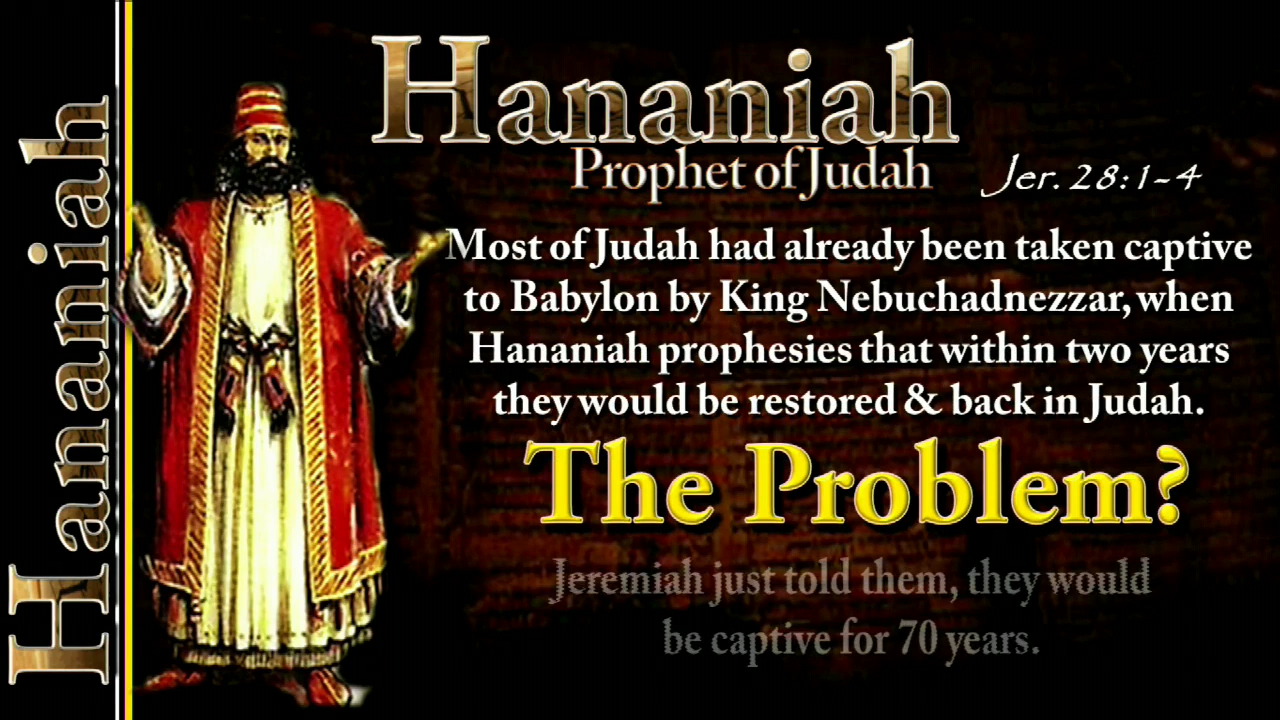 Hananiah
Hananiah
Prophet of Judah
Jer. 28:1-4
Most of Judah had already been taken captive
to Babylon by King Nebuchadnezzar, when
Hananiah prophesies that within two years
they would be restored & back in Judah.
The Problem?
Jeremiah just told them, they would
be captive for 70 years.